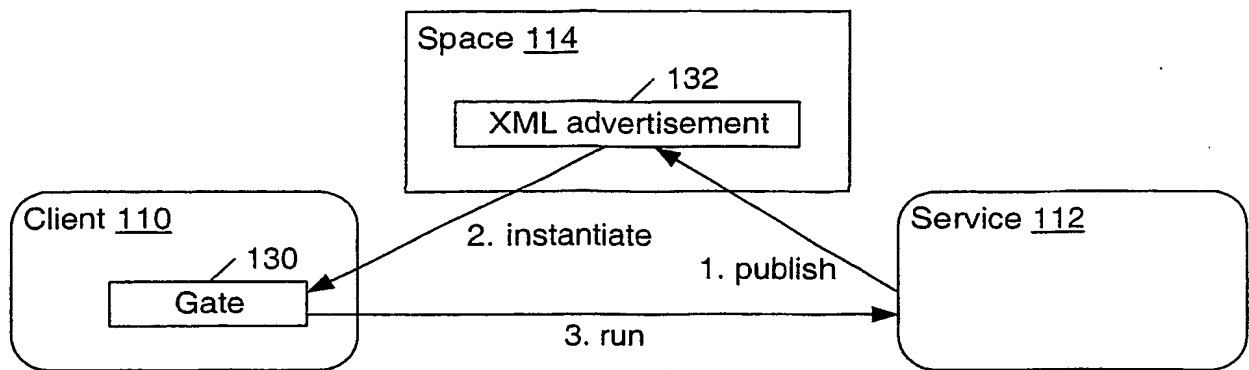 Space 114
132
XML advertisement
Client 110
130
Gate
2. instantiate
1. publish
Service 112
3. run